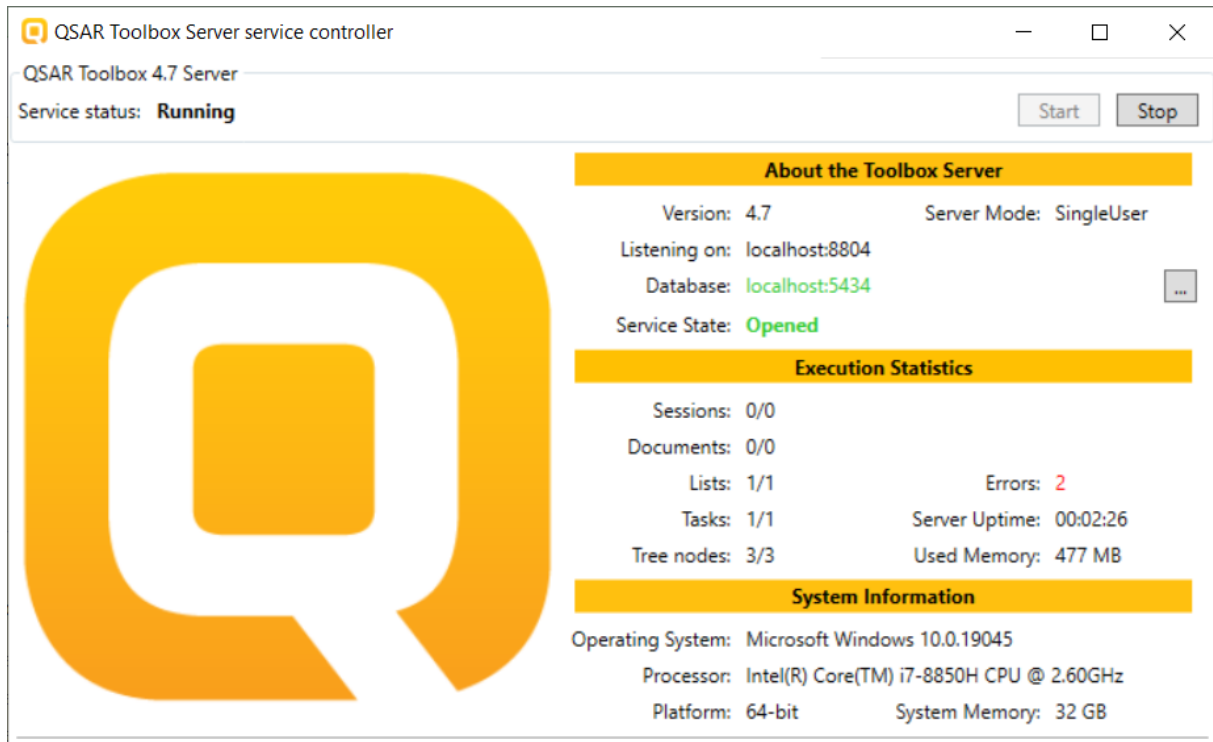 QSAR Toolbox Server service controller
QSAR Toolbox 4.7 Server
Service status: Running Start Stop
About the Toolbox Server
Version: 4.7 Server Mode: SingleUser
Listening on: localhost:8804
Database: localhost:5434 ...
Service State: Opened
Execution Statistics
Sessions: 0/0
Documents: 0/0
Lists: 1/1 Errors: 2
Tasks: 1/1 Server Uptime: 00:02:26
Tree nodes: 3/3 Used Memory: 477 MB
System Information
Operating System: Microsoft Windows 10.0.19045
Processor: Intel(R) Core(TM) i7-8850H CPU @ 2.60GHz
Platform: 64-bit System Memory: 32 GB